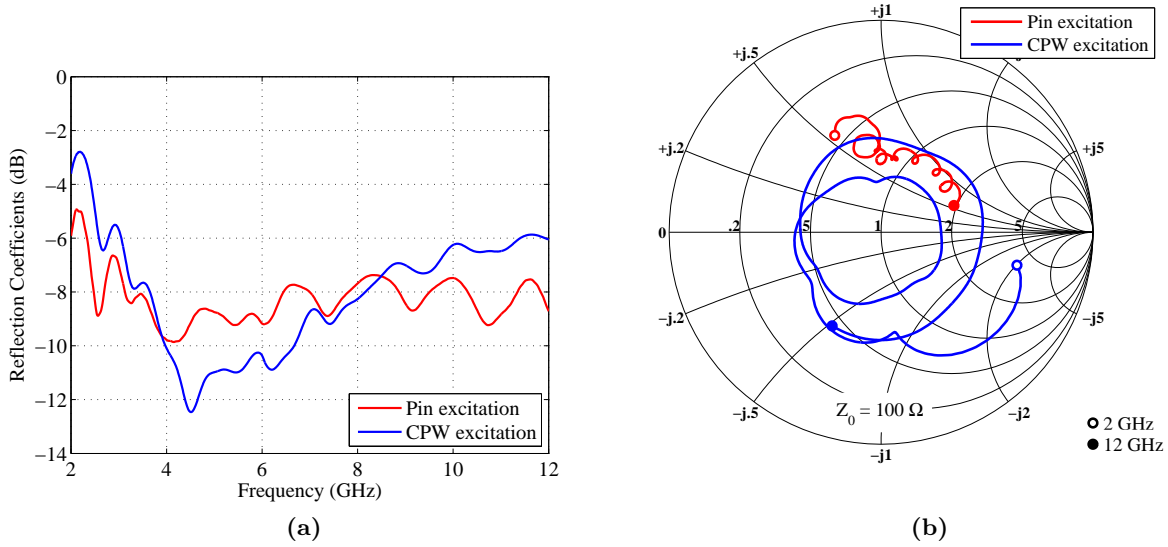 0
−2
−4
−6
−8
−10
−12
−14
2
4
6
8
10
12
Reflection Coefficients (dB)
Frequency (GHz)
Pin excitation
CPW excitation
(a)
Pin excitation
CPW excitation
+j1
+j.5
+j.2
+j5
0
.2
.5
1
2
5
−j.2
−j5
−j.5
−j2
−j1
Z0 = 100 Ω
2 GHz
12 GHz
(b)